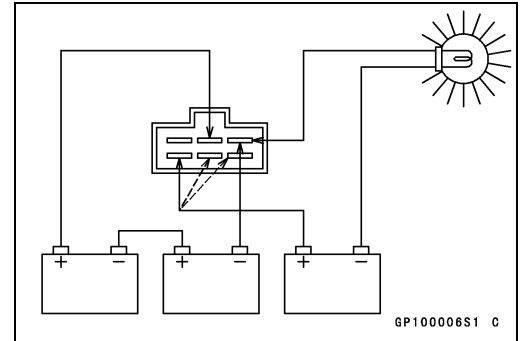 + − + − +
GP100006S1 C